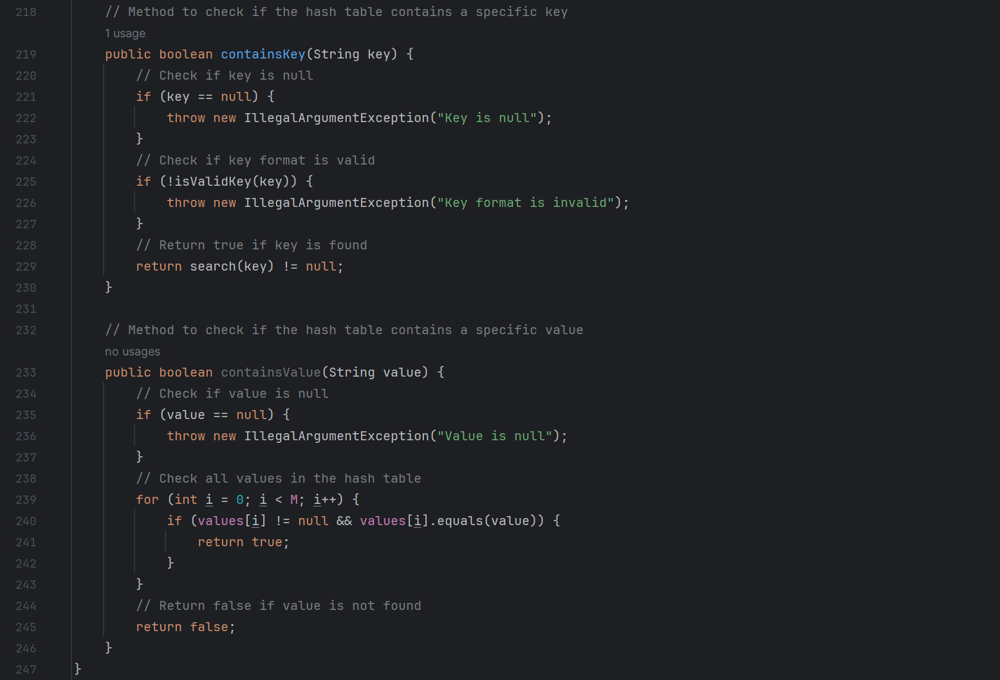 218 // Method to check if the hash table contains a specific key
1 usage
219 public boolean containsKey(String key) {
220 // Check if key is null
221 if (key == null) {
222 throw new IllegalArgumentException("Key is null");
223 }
224 // Check if key format is valid
225 if (!isValidKey(key)) {
226 throw new IllegalArgumentException("Key format is invalid");
227 }
228 // Return true if key is found
229 return search(key) != null;
230 }
231
232 // Method to check if the hash table contains a specific value
no usages
233 public boolean containsValue(String value) {
234 // Check if value is null
235 if (value == null) {
236 throw new IllegalArgumentException("Value is null");
237 }
238 // Check all values in the hash table
239 for (int i = 0; i < M; i++) {
240 if (values[i] != null && values[i].equals(value)) {
241 return true;
242 }
243 }
244 // Return false if value is not found
245 return false;
246 }
247 }